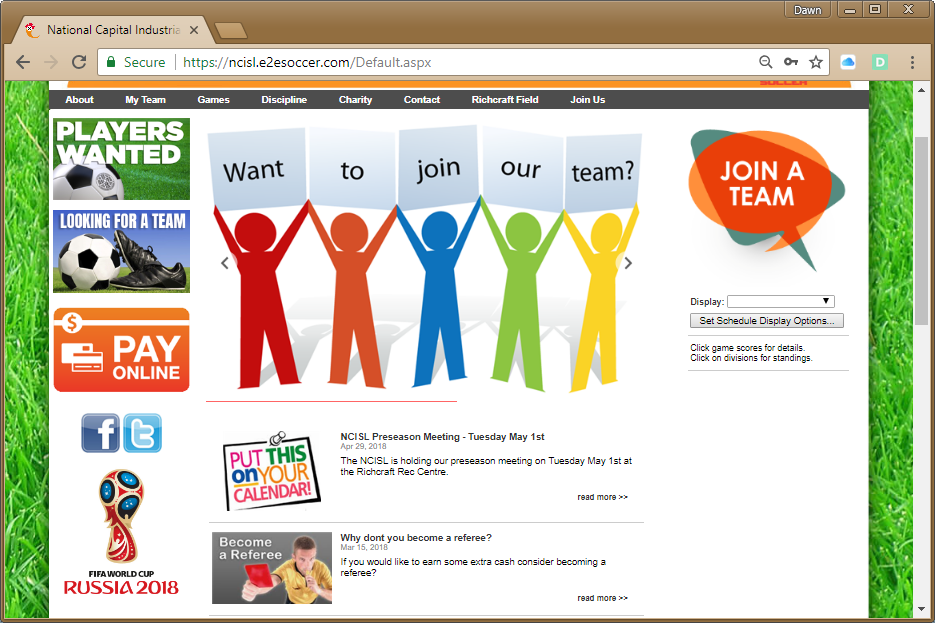 Dawn
National Capital Industria
Secure
https://ncisl.e2esoccer.com/Default.aspx
D
SOCCER
About My Team Games Discipline Charity Contact Richcraft Field Join Us
PLAYERS
WANTED
LOOKING FOR A TEAM
$
PAY
ONLINE
f
t
FIFA WORLD CUP
RUSSIA 2018
Want to join our team?
JOIN A
TEAM
Display:
Set Schedule Display Options...
Click game scores for details.
Click on divisions for standings.
PUT THIS
on YOUR
CALENDAR!
NCISL Preseason Meeting - Tuesday May 1st
Apr 29, 2018
The NCISL is holding our preseason meeting on Tuesday May 1st at
the Richcraft Rec Centre.
read more >>
Become
a Referee
Why dont you become a referee?
Mar 15, 2018
If you would like to earn some extra cash consider becoming a
referee?
read more >>